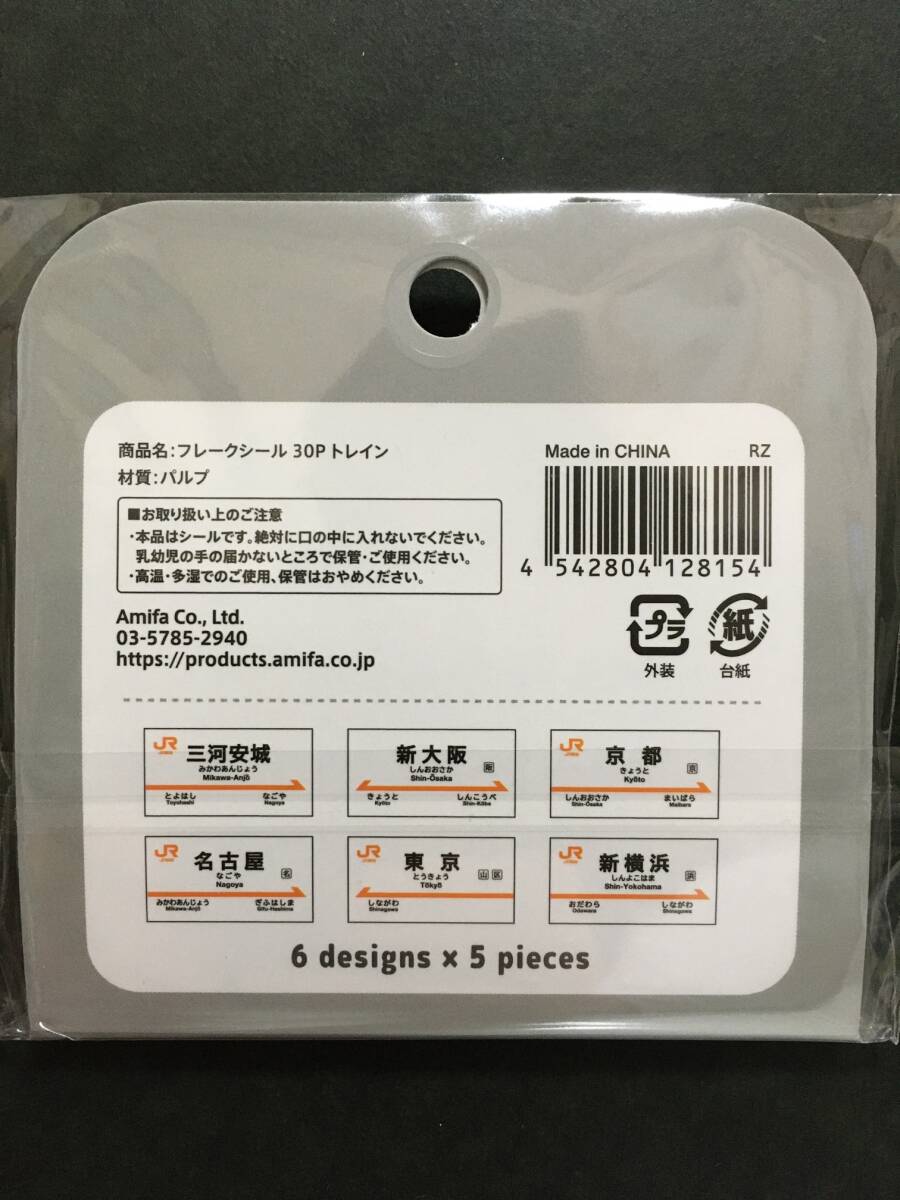 商品名：フレークシール 30P トレイン
材質：パルプ
■お取り扱い上のご注意
・本品はシールです。絶対に口の中に入れないでください。
乳幼児の手の届かないところで保管・ご使用ください。
・高温・多湿でのご使用、保管はおやめください。
Amifa Co., Ltd.
03-5785-2940
https://products.amifa.co.jp
Made in CHINA RZ
4 542804 128154
プラ 紙
外装 台紙
JR
三河安城
みかわあんじょう
Mikawa-Anjō
とよはし なごや
Toyohashi Nagoya
新大阪
しんおおさか
Shin-Ōsaka
阪
きょうと しんこうべ
Kyōto Shin-Kōbe
JR
京都
きょうと
Kyōto
京
しんおおさか まいばら
Shin-Ōsaka Maibara
JR
名古屋
なごや
Nagoya
名
みかわあんじょう ぎふはしま
Mikawa-Anjō Gifu-Hashima
JR
東京
とうきょう
Tōkyō
山 区
しながわ
Shinagawa
JR
新横浜
しんよこはま
Shin-Yokohama
浜
おだわら しながわ
Odawara Shinagawa
6 designs × 5 pieces